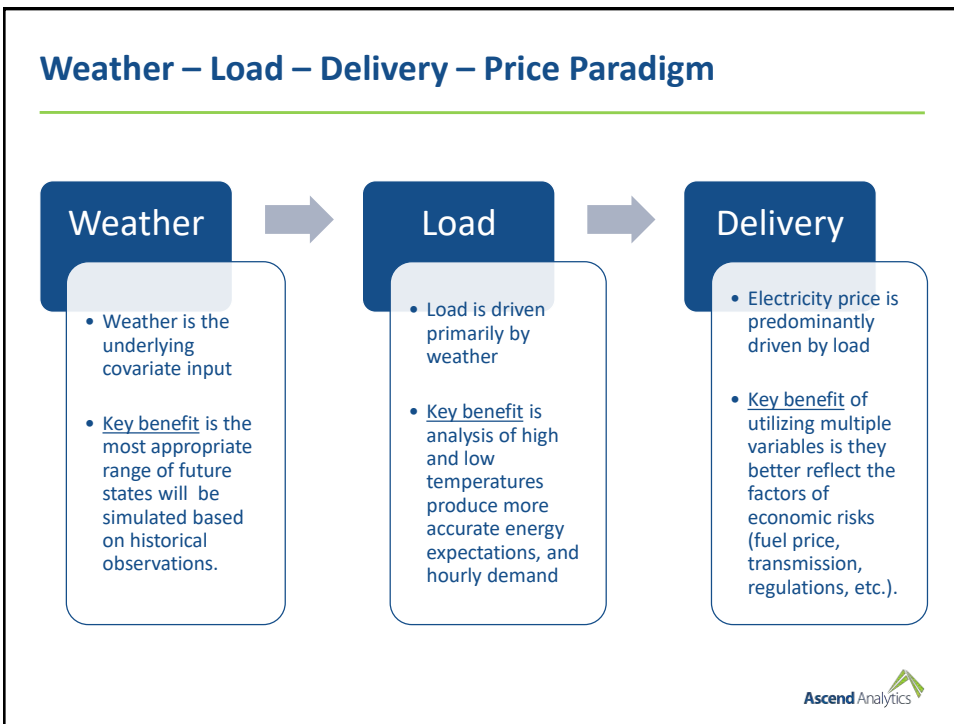 Weather – Load – Delivery – Price Paradigm
Weather
• Weather is the
underlying
covariate input
• Key benefit is the
most appropriate
range of future
states will  be
simulated based
on historical
observations.
Load
• Load is driven
primarily by
weather
• Key benefit is
analysis of high
and low
temperatures
produce more
accurate energy
expectations, and
hourly demand
Delivery
• Electricity price is
predominantly
driven by load
• Key benefit of
utilizing multiple
variables is they
better reflect the
factors of
economic risks
(fuel price,
transmission,
regulations, etc.).
Ascend Analytics